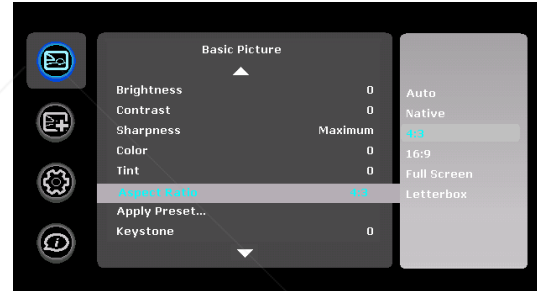 Basic Picture
Brightness 0
Contrast 0
Sharpness Maximum
Color 0
Tint 0
Aspect Ratio 4:3
Apply Preset...
Keystone 0
Auto
Native
4:3
16:9
Full Screen
Letterbox